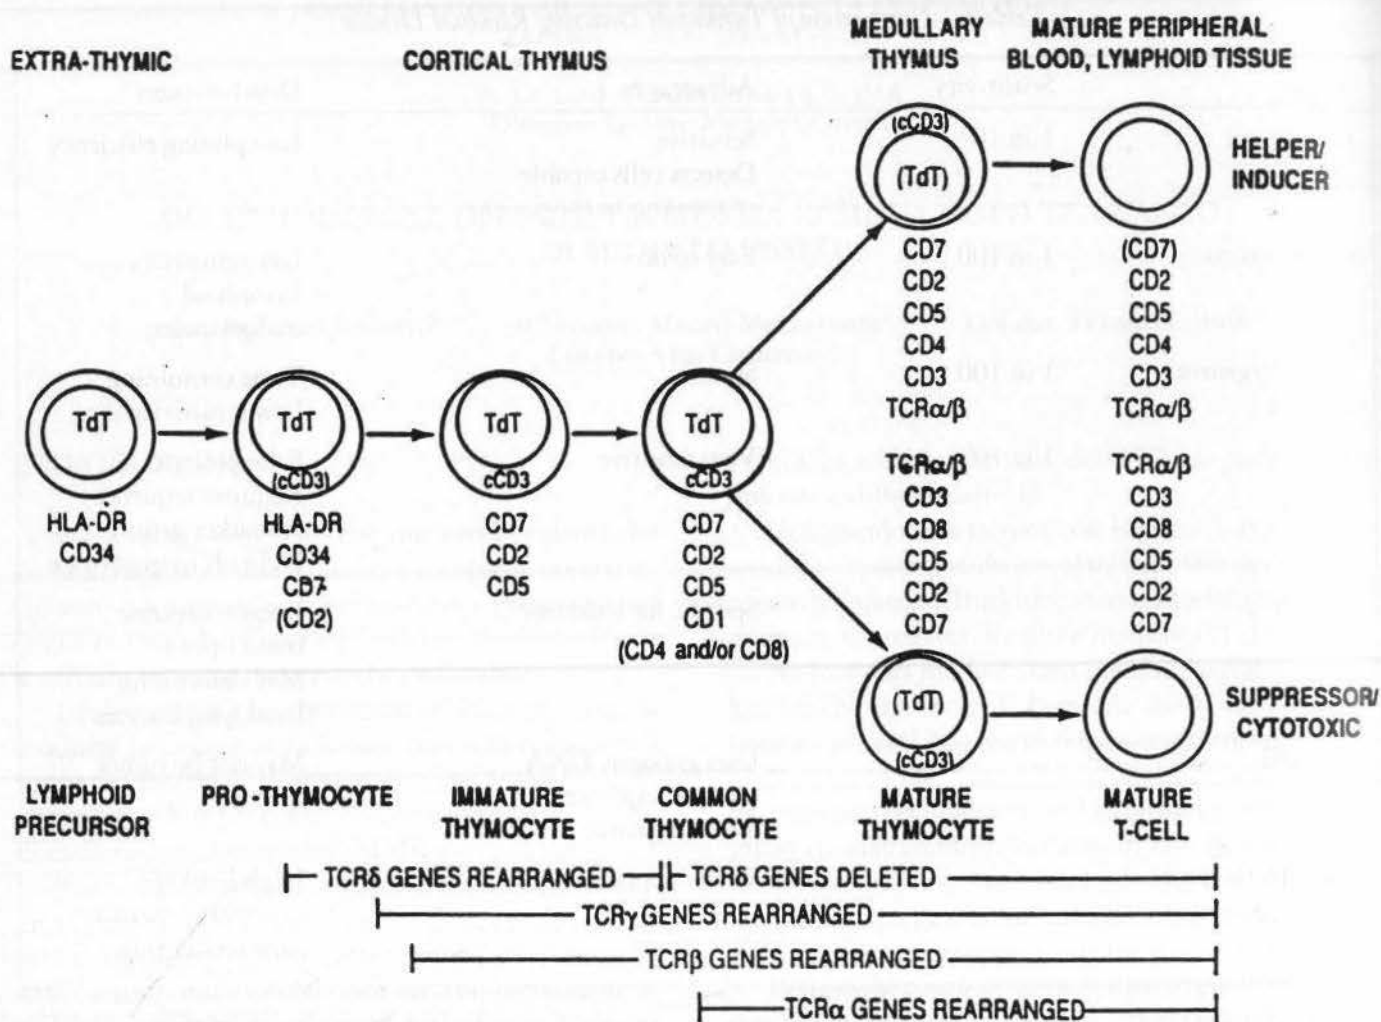 EXTRA-THYMIC
CORTICAL THYMUS
MEDULLARY
THYMUS
MATURE PERIPHERAL
BLOOD, LYMPHOID TISSUE
(cCD3)
(TdT)
HELPER/
INDUCER
CD7
CD2
CD5
CD4
CD3
TCRα/β
(CD7)
CD2
CD5
CD4
CD3
TCRα/β
TdT
HLA-DR
CD34
TdT
(cCD3)
HLA-DR
CD34
CD7
(CD2)
TdT
cCD3
CD7
CD2
CD5
TdT
cCD3
CD7
CD2
CD5
CD1
(CD4 and/or CD8)
TCRα/β
CD3
CD8
CD5
CD2
CD7
TCRα/β
CD3
CD8
CD5
CD2
CD7
(TdT)
(cCD3)
SUPPRESSOR/
CYTOTOXIC
LYMPHOID
PRECURSOR
PRO-THYMOCYTE
IMMATURE
THYMOCYTE
COMMON
THYMOCYTE
MATURE
THYMOCYTE
MATURE
T-CELL
TCRδ GENES REARRANGED
TCRδ GENES DELETED
TCRγ GENES REARRANGED
TCRβ GENES REARRANGED
TCRα GENES REARRANGED